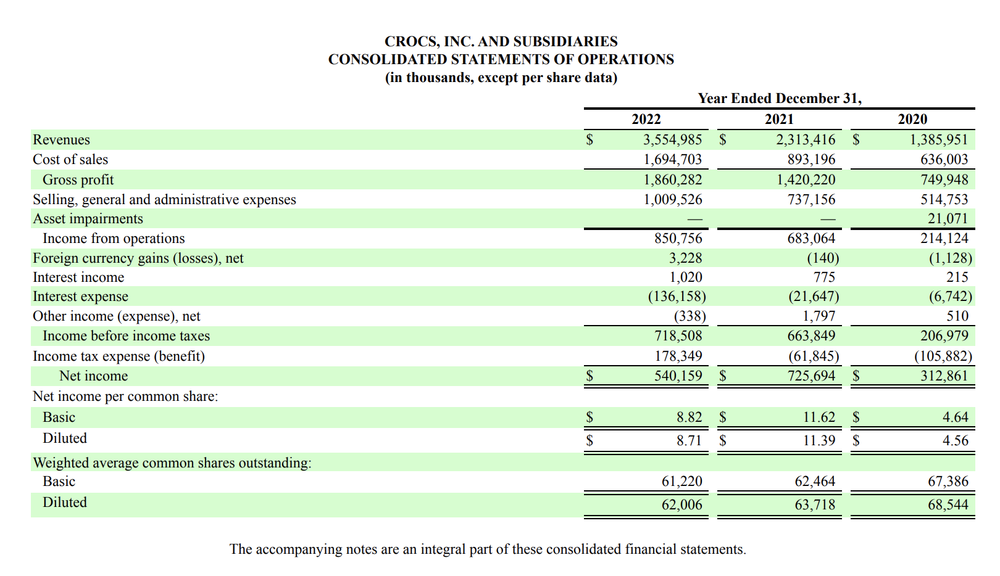 CROCS, INC. AND SUBSIDIARIES
CONSOLIDATED STATEMENTS OF OPERATIONS
(in thousands, except per share data)
Year Ended December 31,
2022 2021 2020
Revenues $ 3,554,985 $ 2,313,416 $ 1,385,951
Cost of sales 1,694,703 893,196 636,003
Gross profit 1,860,282 1,420,220 749,948
Selling, general and administrative expenses 1,009,526 737,156 514,753
Asset impairments — — 21,071
Income from operations 850,756 683,064 214,124
Foreign currency gains (losses), net 3,228 (140) (1,128)
Interest income 1,020 775 215
Interest expense (136,158) (21,647) (6,742)
Other income (expense), net (338) 1,797 510
Income before income taxes 718,508 663,849 206,979
Income tax expense (benefit) 178,349 (61,845) (105,882)
Net income $ 540,159 $ 725,694 $ 312,861
Net income per common share:
Basic $ 8.82 $ 11.62 $ 4.64
Diluted $ 8.71 $ 11.39 $ 4.56
Weighted average common shares outstanding:
Basic 61,220 62,464 67,386
Diluted 62,006 63,718 68,544
The accompanying notes are an integral part of these consolidated financial statements.